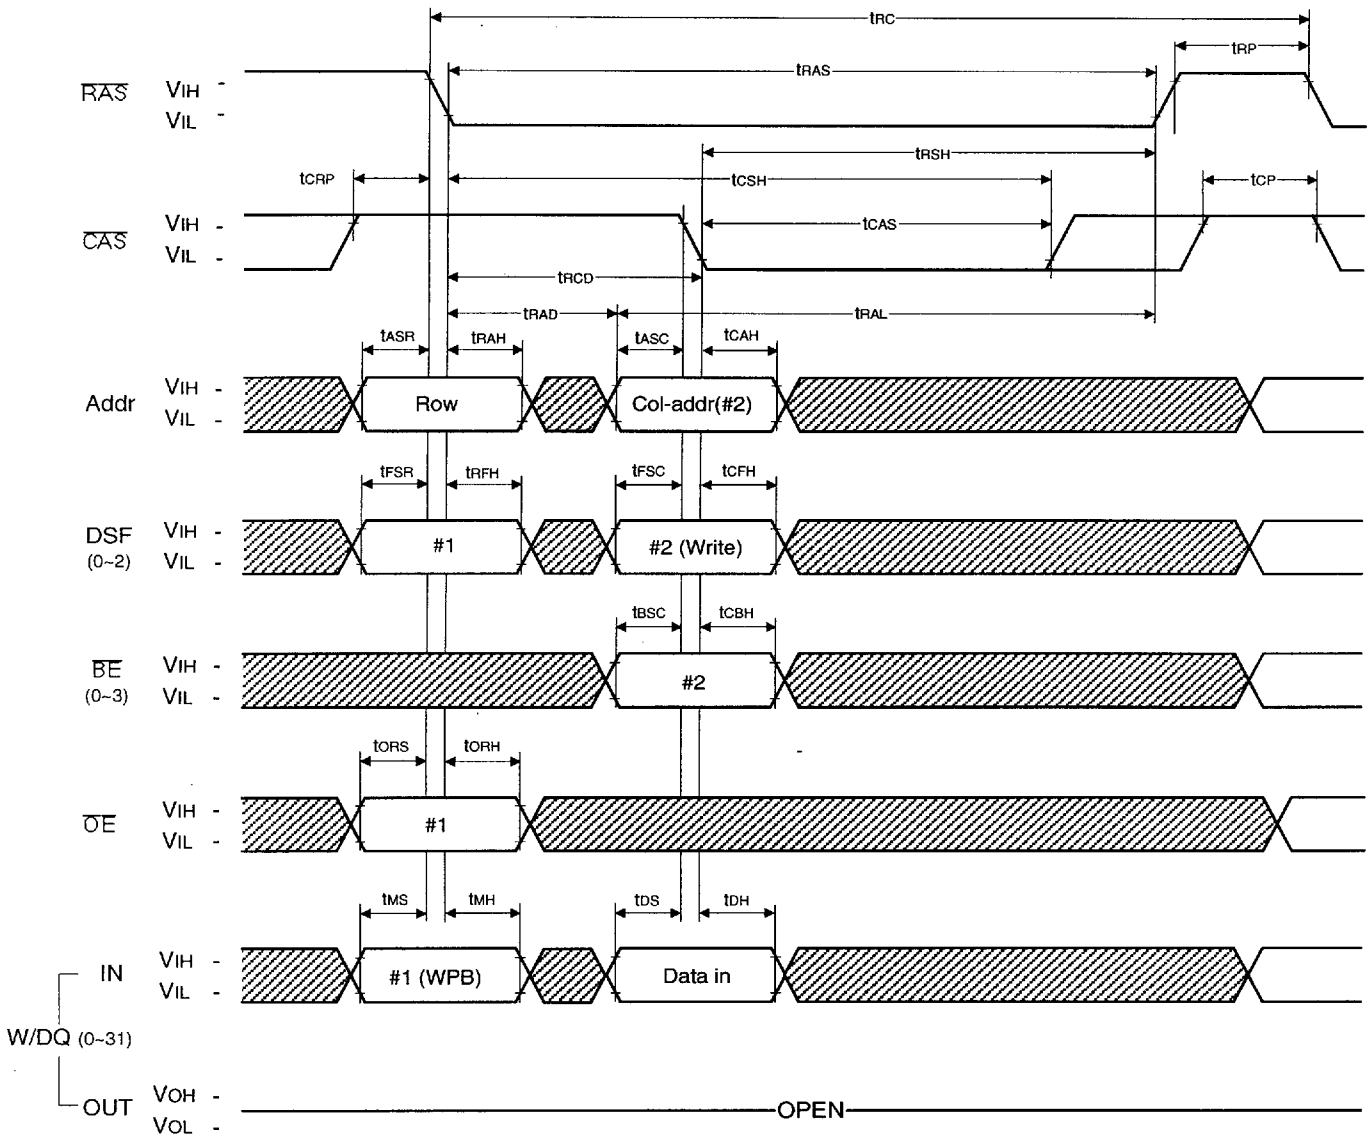 tRC
tRP
tRAS
RAS VIH -
VIL -
tRSH
tCRP tCSH tCP
CAS VIH - tCAS
VIL -
tRCD
tRAD tRAL
tASR tRAH tASC tCAH
Addr VIH - Row Col-addr(#2)
VIL -
tFSR tRFH tFSC tCFH
DSF VIH - #1 #2 (Write)
(0~2) VIL -
tBSC tCBH
BE VIH - #2
(0~3) VIL -
tORS tORH
OE VIH - #1
VIL -
tMS tMH tDS tDH
IN VIH - #1 (WPB) Data in
VIL -
W/DQ (0~31)
OUT VOH - OPEN
VOL -